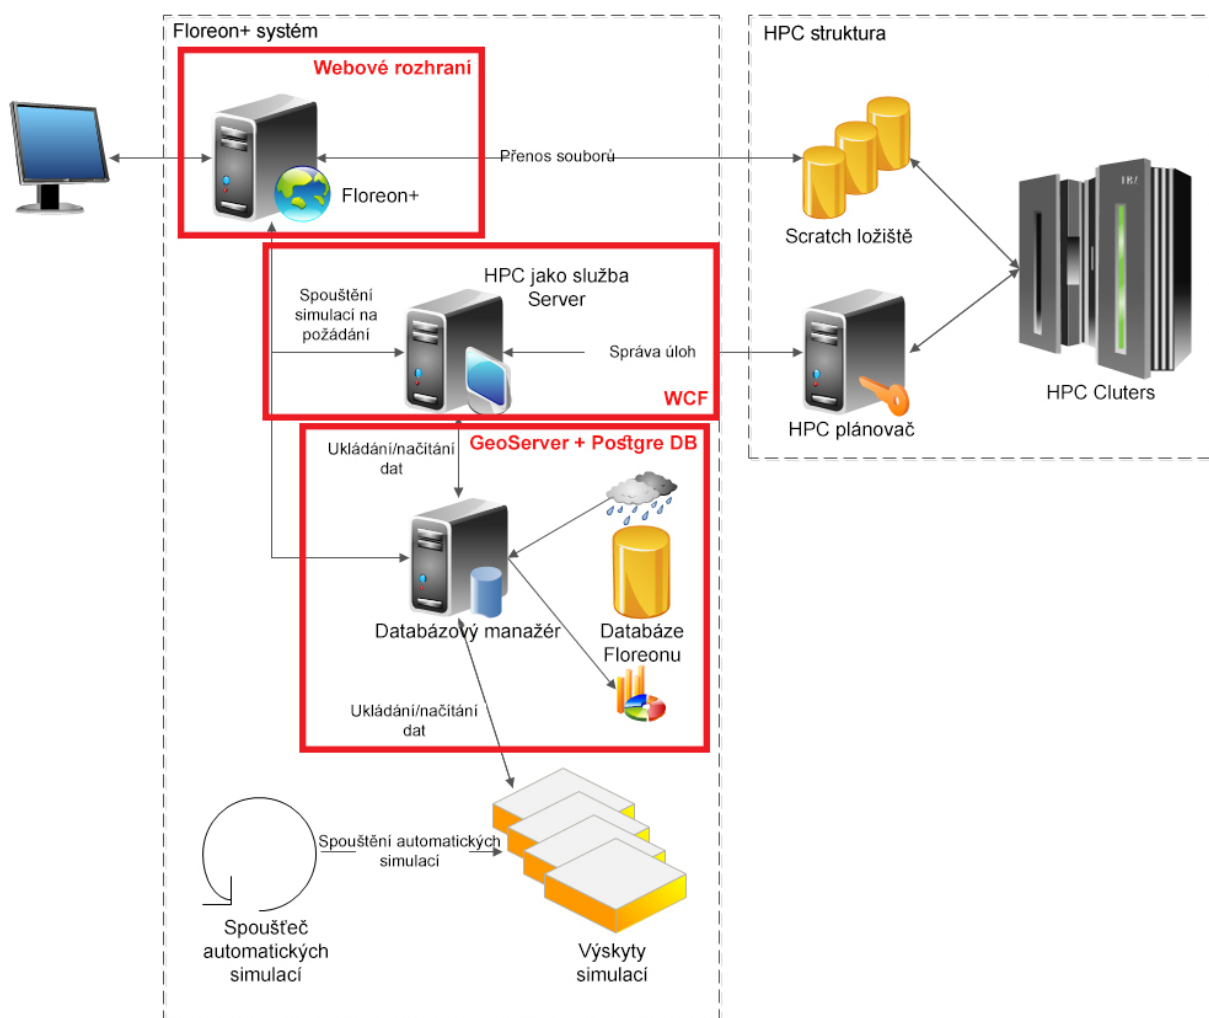 Floreon+ systém
HPC struktura
Webové rozhraní
Floreon+
Přenos souborů
Scratch ložiště
HPC Cluters
HPC jako služba
Server
Spouštění
simulací na
požádání
Správa úloh
WCF
HPC plánovač
GeoServer + Postgre DB
Ukládání/načítání
dat
Databázový manažér
Databáze
Floreonu
Ukládání/načítání
dat
Spouštění automatických
simulací
Spoušťeč
automatických
simulací
Výskyty
simulací